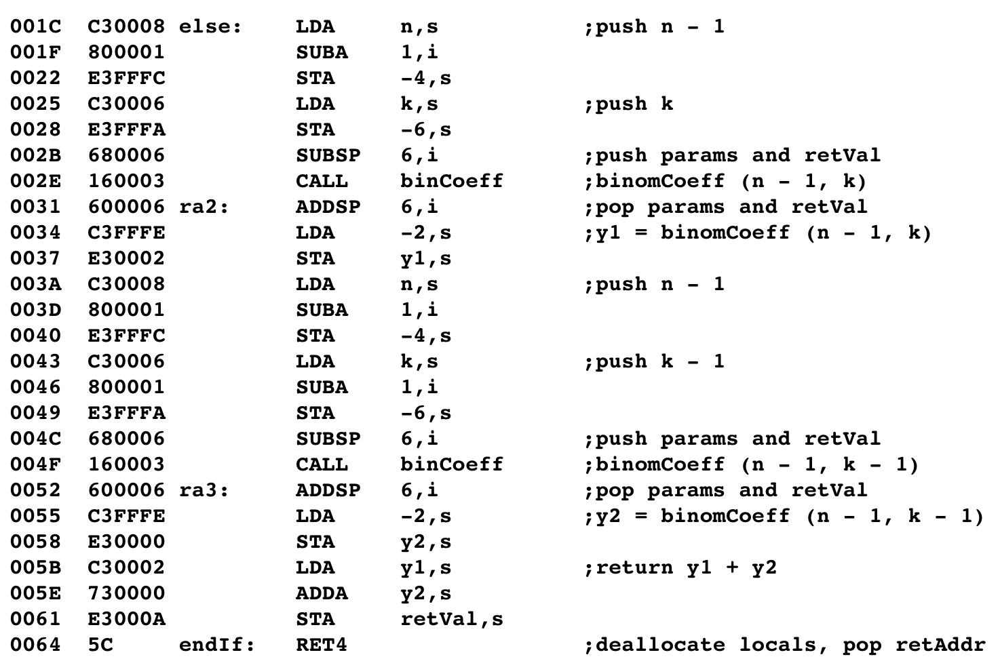 001C C30008 else: LDA n,s ;push n - 1
001F 800001 SUBA 1,i
0022 E3FFFC STA -4,s
0025 C30006 LDA k,s ;push k
0028 E3FFFA STA -6,s
002B 680006 SUBSP 6,i ;push params and retVal
002E 160003 CALL binCoeff ;binomCoeff (n - 1, k)
0031 600006 ra2: ADDSP 6,i ;pop params and retVal
0034 C3FFFE LDA -2,s ;y1 = binomCoeff (n - 1, k)
0037 E30002 STA y1,s
003A C30008 LDA n,s ;push n - 1
003D 800001 SUBA 1,i
0040 E3FFFC STA -4,s
0043 C30006 LDA k,s ;push k - 1
0046 800001 SUBA 1,i
0049 E3FFFA STA -6,s
004C 680006 SUBSP 6,i ;push params and retVal
004F 160003 CALL binCoeff ;binomCoeff (n - 1, k - 1)
0052 600006 ra3: ADDSP 6,i ;pop params and retVal
0055 C3FFFE LDA -2,s ;y2 = binomCoeff (n - 1, k - 1)
0058 E30000 STA y2,s
005B C30002 LDA y1,s ;return y1 + y2
005E 730000 ADDA y2,s
0061 E3000A STA retVal,s
0064 5C endIf: RET4 ;deallocate locals, pop retAddr